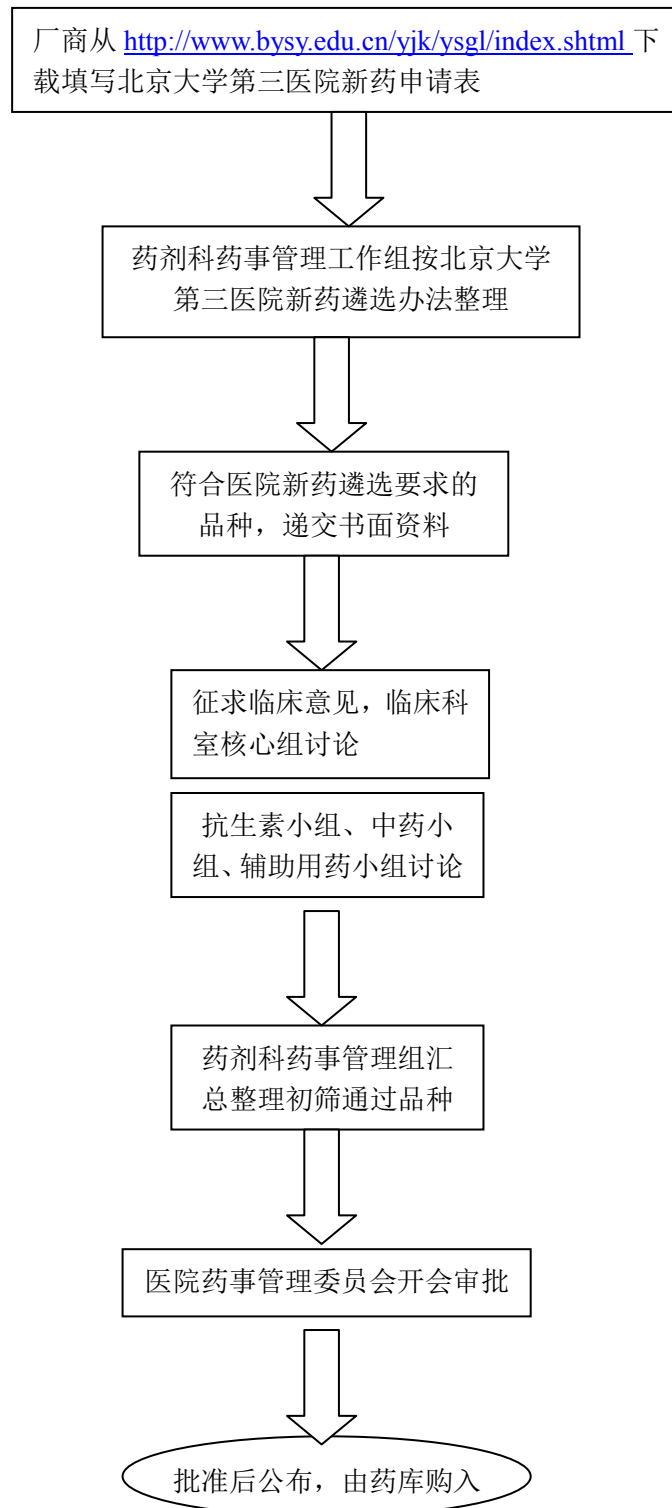 厂商从 http://www.bysy.edu.cn/yjk/ysgl/index.shtml 下
载填写北京大学第三医院新药申请表
药剂科药事管理工作组按北京大学
第三医院新药遴选办法整理
符合医院新药遴选要求的
品种，递交书面资料
征求临床意见，临床科
室核心组讨论
抗生素小组、中药小
组、辅助用药小组讨论
药剂科药事管理组汇
总整理初筛通过品种
医院药事管理委员会开会审批
批准后公布，由药库购入